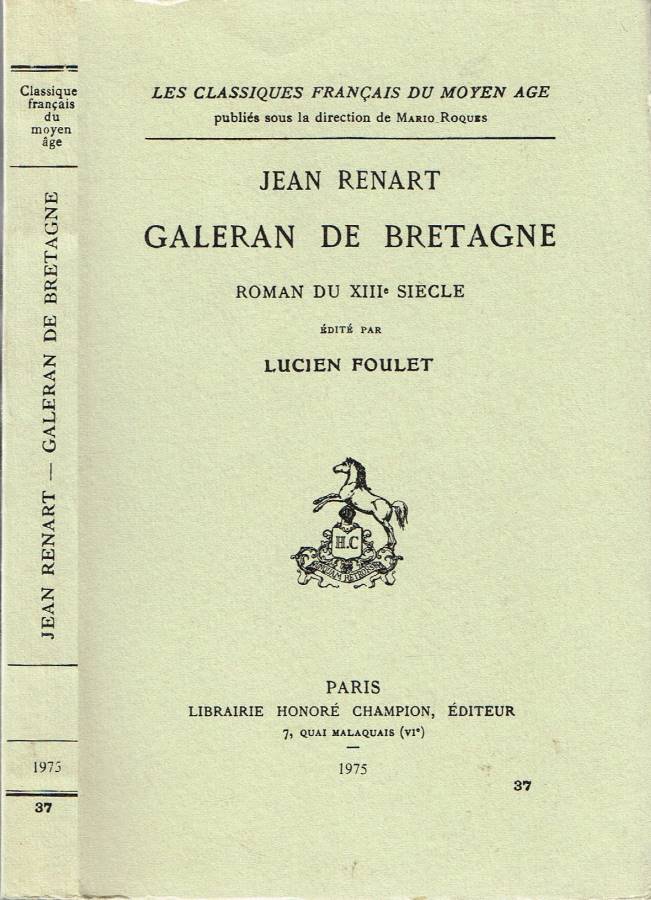 Classique
français
du
moyen
âge
JEAN RENART — GALERAN DE BRETAGNE
1975
37
LES CLASSIQUES FRANÇAIS DU MOYEN AGE
publiés sous la direction de MARIO ROQUES
JEAN RENART
GALERAN DE BRETAGNE
ROMAN DU XIIIe SIECLE
ÉDITÉ PAR
LUCIEN FOULET
H.C
PARIS
LIBRAIRIE HONORÉ CHAMPION, ÉDITEUR
7, QUAI MALAQUAIS (VIe)
1975
37